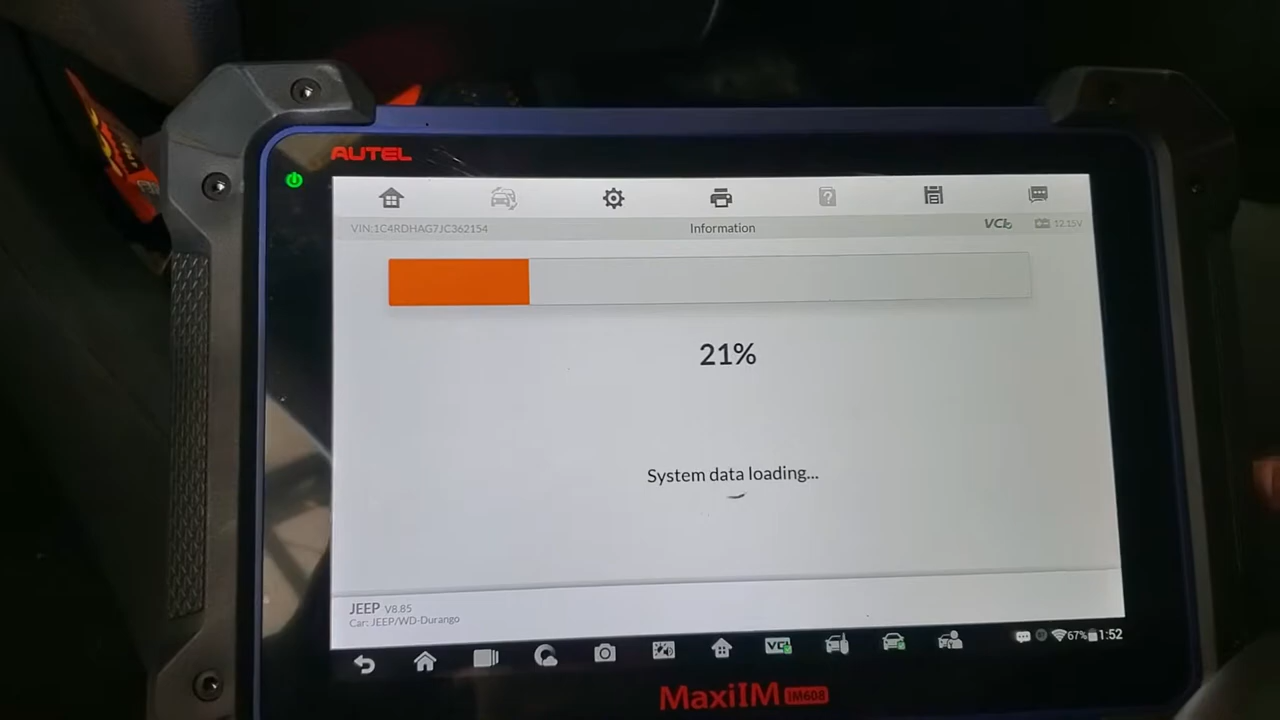 AUTEL
VIN:1C4RDHAG7JC362154
Information
VCI
12.15V
21%
System data loading...
JEEP V8.85
Car: JEEP/WD-Durango
VCI
67%
1:52
MaxiIM IM608